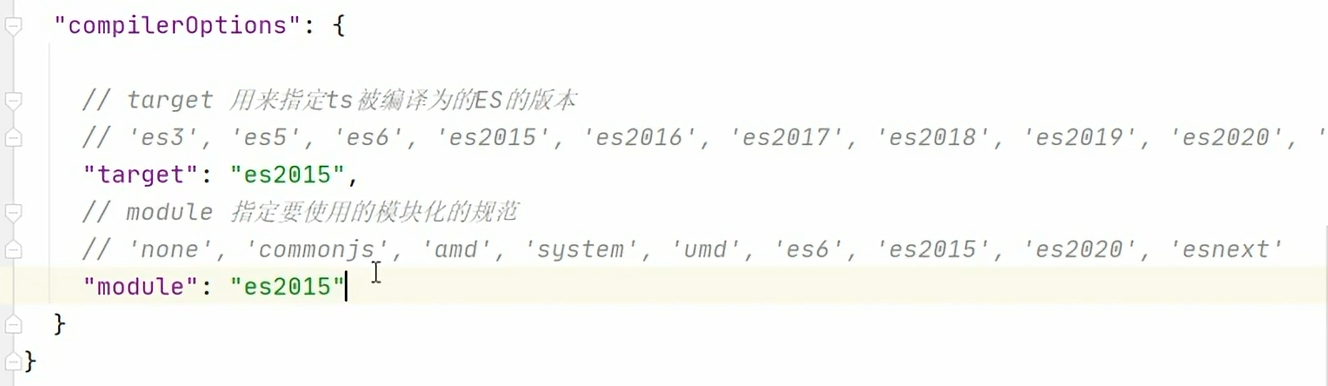 "compilerOptions": {
// target 用来指定ts被编译为的ES的版本
// 'es3', 'es5', 'es6', 'es2015', 'es2016', 'es2017', 'es2018', 'es2019', 'es2020', '
"target": "es2015",
// module 指定要使用的模块化的规范
// 'none', 'commonjs', 'amd', 'system', 'umd', 'es6', 'es2015', 'es2020', 'esnext'
"module": "es2015"
}
}